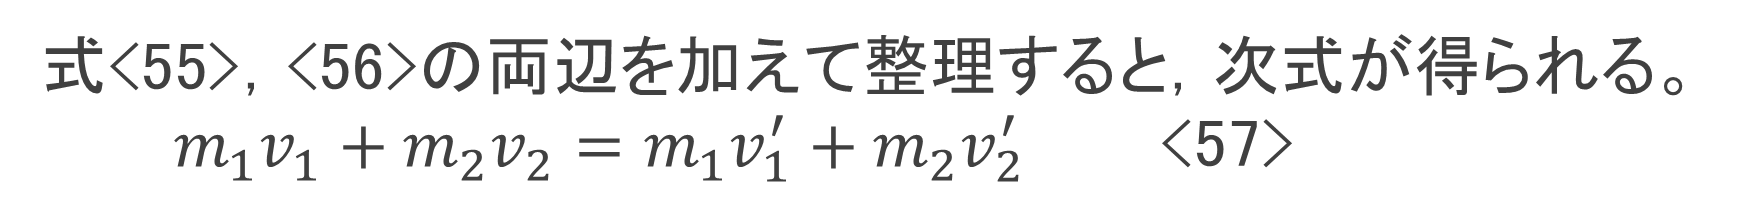 式<55>, <56>の両辺を加えて整理すると, 次式が得られる。
m₁v₁ + m₂v₂ = m₁v₁′ + m₂v₂′ <57>